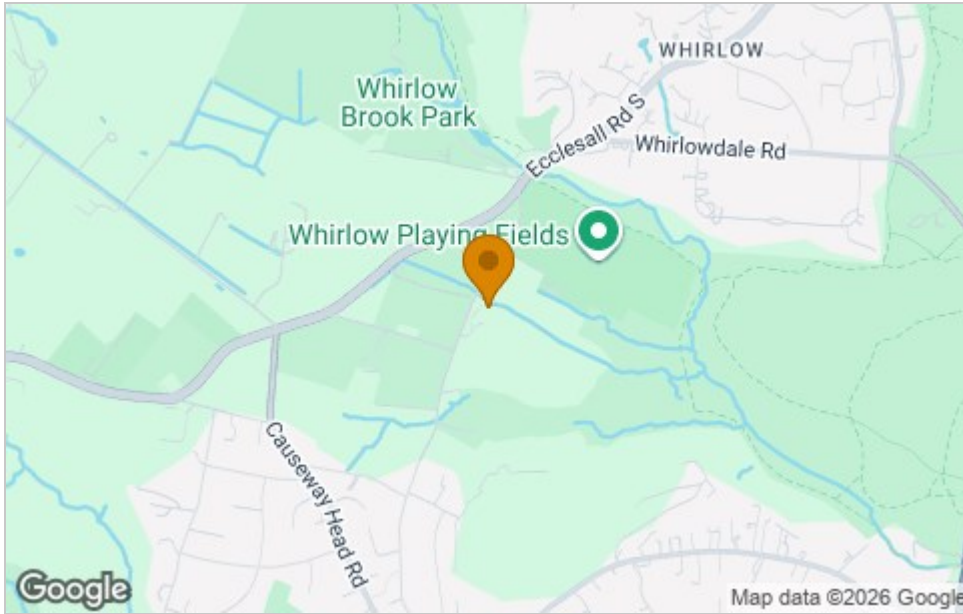 WHIRLOW
Whirlow
Brook Park
Ecclesall Rd S
Whirlowdale Rd
Whirlow Playing Fields
Causeway Head Rd
Google
Map data ©2026 Google